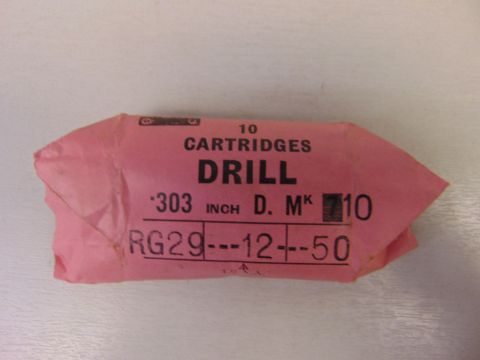 10
CARTRIDGES
DRILL
·303 INCH D. MK 10
RG29---12---50